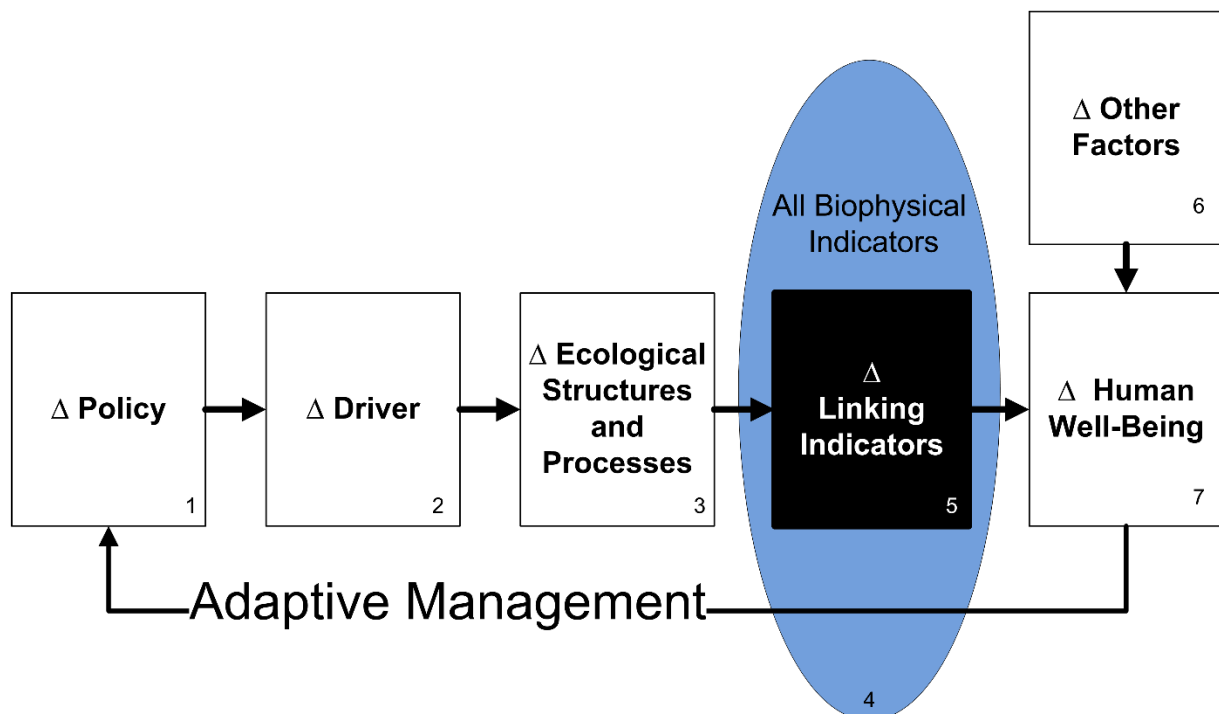 Δ Other
Factors
6
All Biophysical
Indicators
Δ Policy
1
Δ Driver
2
Δ Ecological
Structures
and
Processes
3
Δ
Linking
Indicators
5
Δ Human
Well-Being
7
Adaptive Management
4